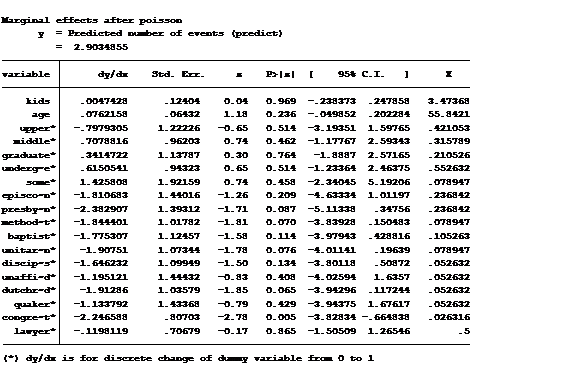 Marginal effects after poisson
y = Predicted number of events (predict)
= 2.9034855
variable dy/dx Std. Err. z P>|z| [ 95% C.I. ] X
kids .0047428 .12404 0.04 0.969 -.238373 .247858 3.47368
age .0762158 .06432 1.18 0.236 -.049852 .202284 55.8421
upper* -.7979305 1.22226 -0.65 0.514 -3.19351 1.59765 .421053
middle* .7078816 .96203 0.74 0.462 -1.17767 2.59343 .315789
graduate* .3414722 1.13787 0.30 0.764 -1.8887 2.57165 .210526
underg~e* .6150541 .94323 0.65 0.514 -1.23364 2.46375 .552632
some* 1.425808 1.92159 0.74 0.458 -2.34045 5.19206 .078947
episco~n* -1.810683 1.44016 -1.26 0.209 -4.63334 1.01197 .236842
presby~n* -2.382907 1.39312 -1.71 0.087 -5.11338 .34756 .236842
method~t* -1.844401 1.01782 -1.81 0.070 -3.83928 .150483 .078947
baptist* -1.775307 1.12457 -1.58 0.114 -3.97943 .428816 .105263
unitar~n* -1.90751 1.07344 -1.78 0.076 -4.01141 .19639 .078947
discip~s* -1.646232 1.09949 -1.50 0.134 -3.80118 .50872 .052632
unaffi~d* -1.195121 1.44432 -0.83 0.408 -4.02594 1.6357 .052632
dutchr~d* -1.91286 1.03579 -1.85 0.065 -3.94296 .117244 .052632
quaker* -1.133792 1.43368 -0.79 0.429 -3.94375 1.67617 .052632
congre~t* -2.246588 .80703 -2.78 0.005 -3.82834 -.664838 .026316
lawyer* -.1198119 .70679 -0.17 0.865 -1.50509 1.26546 .5
(*) dy/dx is for discrete change of dummy variable from 0 to 1